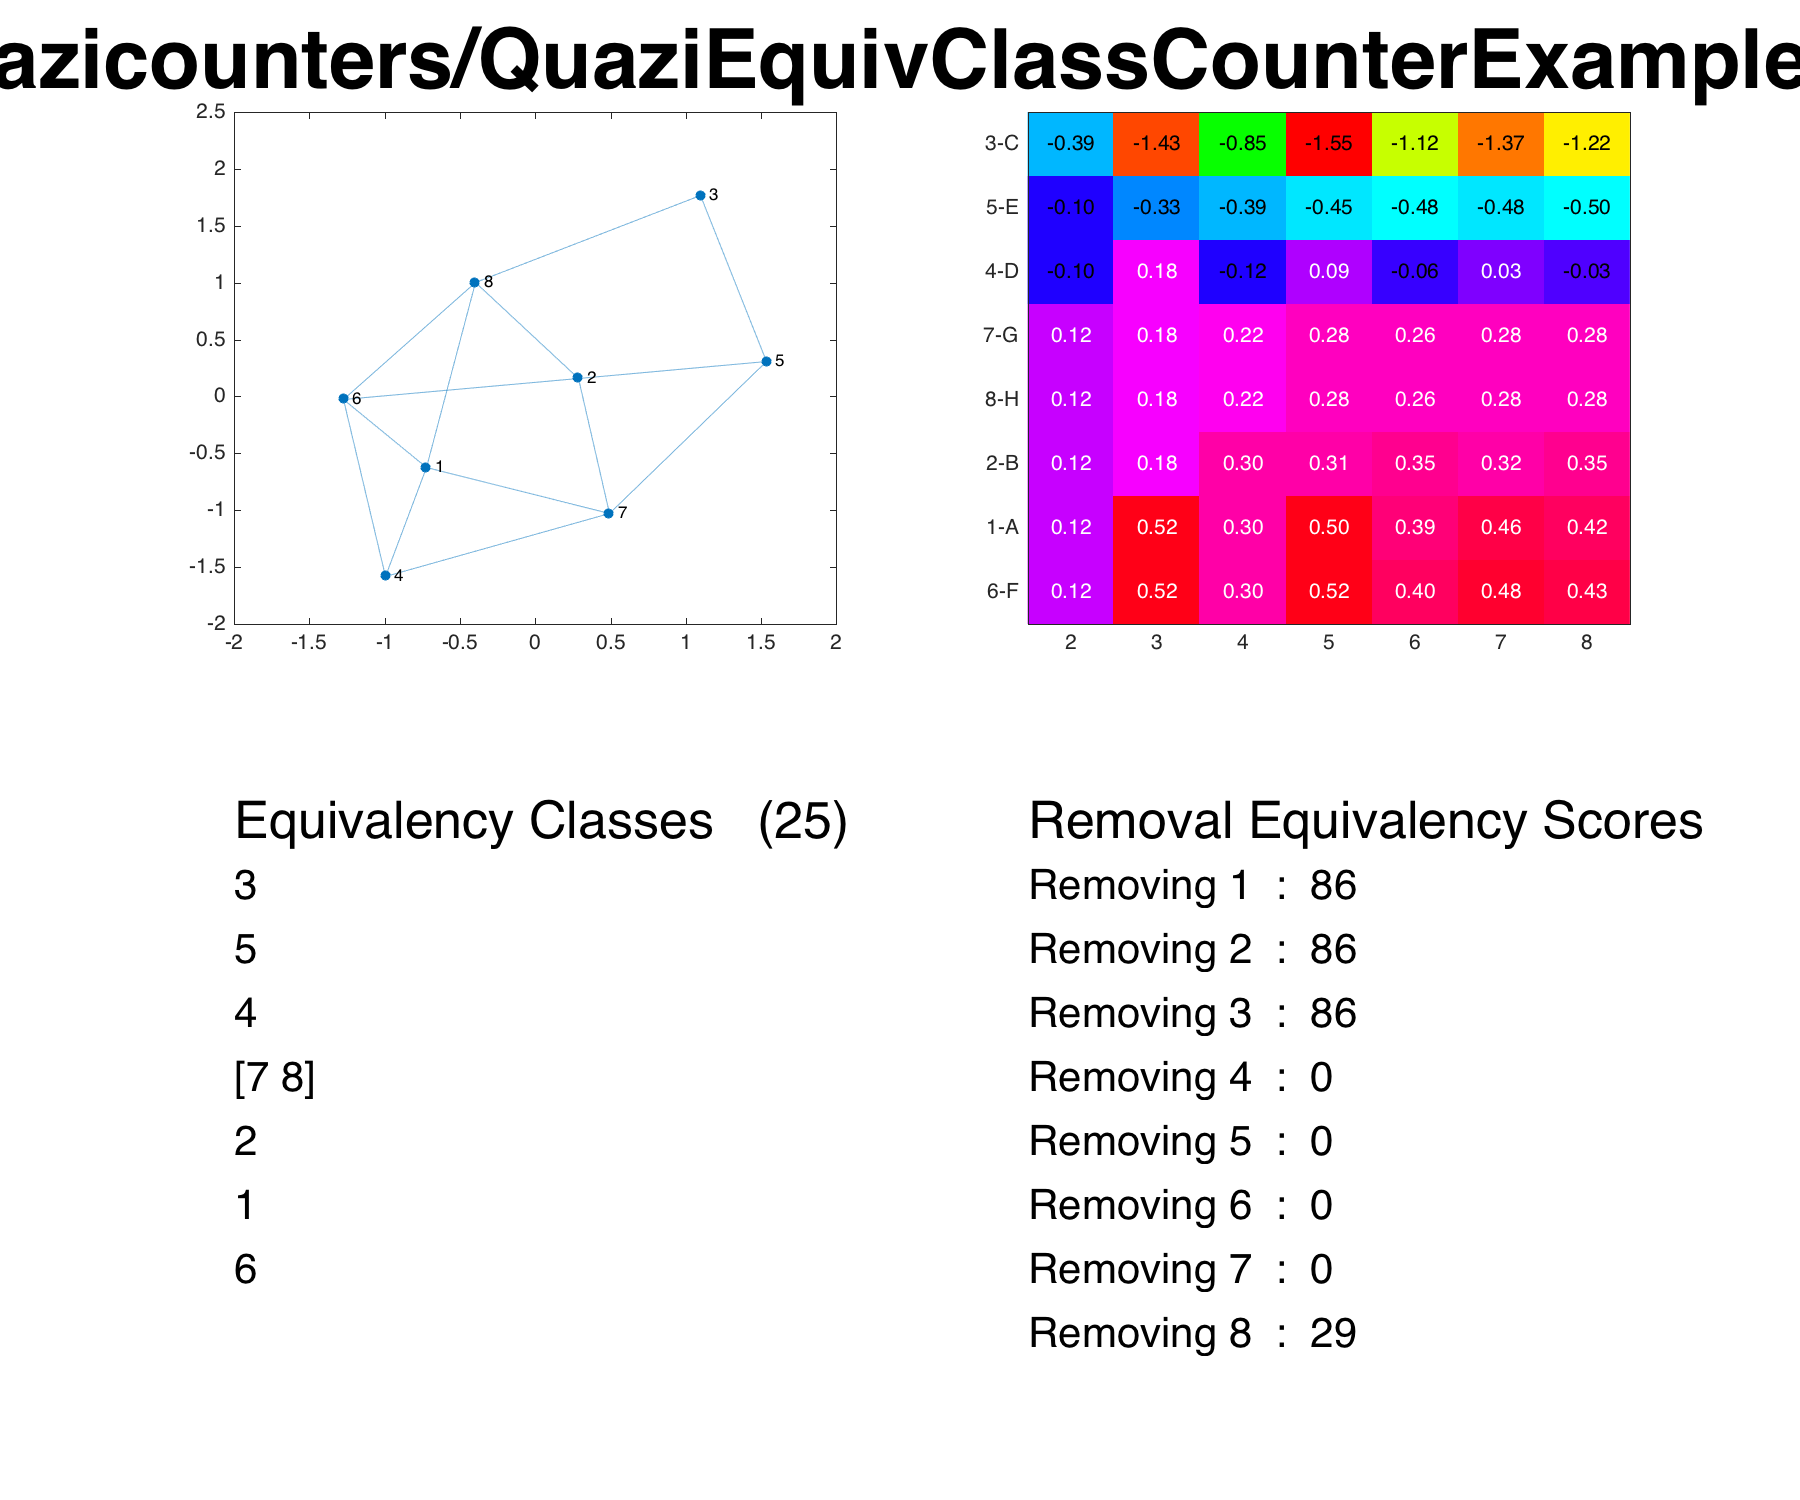 azicounters/QuaziEquivClassCounterExample
2.5
2
1.5
1
0.5
0
-0.5
-1
-1.5
-2
-2 -1.5 -1 -0.5 0 0.5 1 1.5 2
3
8
5
2
6
1
7
4
3-C -0.39 -1.43 -0.85 -1.55 -1.12 -1.37 -1.22
5-E -0.10 -0.33 -0.39 -0.45 -0.48 -0.48 -0.50
4-D -0.10 0.18 -0.12 0.09 -0.06 0.03 -0.03
7-G 0.12 0.18 0.22 0.28 0.26 0.28 0.28
8-H 0.12 0.18 0.22 0.28 0.26 0.28 0.28
2-B 0.12 0.18 0.30 0.31 0.35 0.32 0.35
1-A 0.12 0.52 0.30 0.50 0.39 0.46 0.42
6-F 0.12 0.52 0.30 0.52 0.40 0.48 0.43
2 3 4 5 6 7 8
Equivalency Classes (25)
3
5
4
[7 8]
2
1
6
Removal Equivalency Scores
Removing 1 : 86
Removing 2 : 86
Removing 3 : 86
Removing 4 : 0
Removing 5 : 0
Removing 6 : 0
Removing 7 : 0
Removing 8 : 29